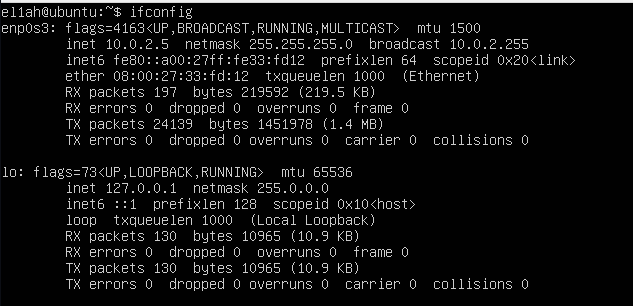 el1ah@ubuntu:~$ ifconfig
enp0s3: flags=4163<UP,BROADCAST,RUNNING,MULTICAST>  mtu 1500
        inet 10.0.2.5  netmask 255.255.255.0  broadcast 10.0.2.255
        inet6 fe80::a00:27ff:fe33:fd12  prefixlen 64  scopeid 0x20<link>
        ether 08:00:27:33:fd:12  txqueuelen 1000  (Ethernet)
        RX packets 197  bytes 219592 (219.5 KB)
        RX errors 0  dropped 0  overruns 0  frame 0
        TX packets 24139  bytes 1451978 (1.4 MB)
        TX errors 0  dropped 0 overruns 0  carrier 0  collisions 0
lo: flags=73<UP,LOOPBACK,RUNNING>  mtu 65536
        inet 127.0.0.1  netmask 255.0.0.0
        inet6 ::1  prefixlen 128  scopeid 0x10<host>
        loop  txqueuelen 1000  (Local Loopback)
        RX packets 130  bytes 10965 (10.9 KB)
        RX errors 0  dropped 0  overruns 0  frame 0
        TX packets 130  bytes 10965 (10.9 KB)
        TX errors 0  dropped 0 overruns 0  carrier 0  collisions 0